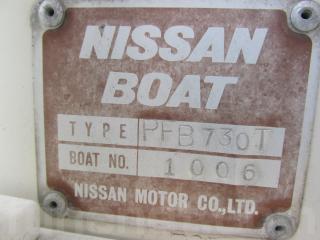 NISSAN
BOAT
TYPE PFB730T
BOAT NO. 1006
NISSAN MOTOR CO.,LTD.